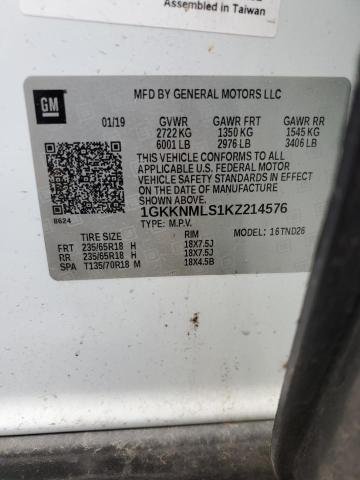 Assembled in Taiwan
GM
MFD BY GENERAL MOTORS LLC
01/19 GVWR GAWR FRT GAWR RR
2722 KG 1350 KG 1545 KG
6001 LB 2976 LB 3406 LB
THIS VEHICLE CONFORMS TO ALL
APPLICABLE U.S. FEDERAL MOTOR
VEHICLE SAFETY STANDARDS IN EFFECT
ON THE DATE OF MANUFACTURE SHOWN ABOVE.
8624 1GKKNMLS1KZ214576
TYPE: M.P.V.
TIRE SIZE RIM MODEL: 16TND26
FRT 235/65R18 H 18X7.5J
RR 235/65R18 H 18X7.5J
SPA T135/70R18 M 18X4.5B